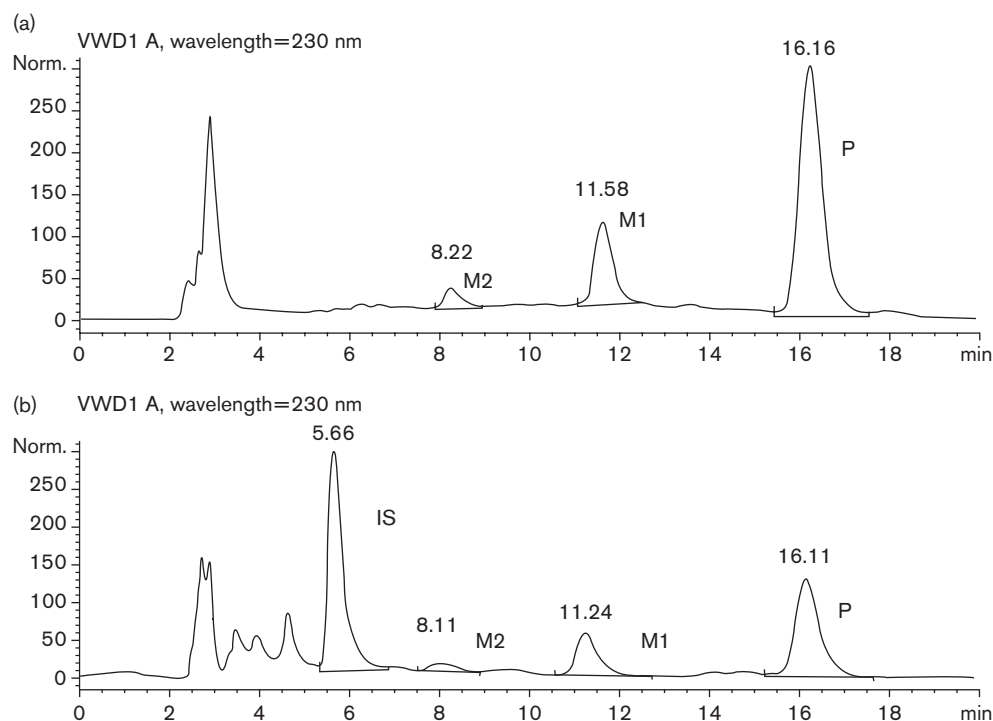 (a)
VWD1 A, wavelength=230 nm
Norm.
250
200
150
100
50
0
16.16
P
11.58
M1
8.22
M2
0 2 4 6 8 10 12 14 16 18 min
(b) VWD1 A, wavelength=230 nm
Norm.
250
200
150
100
50
0
5.66
IS
8.11
M2
11.24
M1
16.11
P
0 2 4 6 8 10 12 14 16 18 min